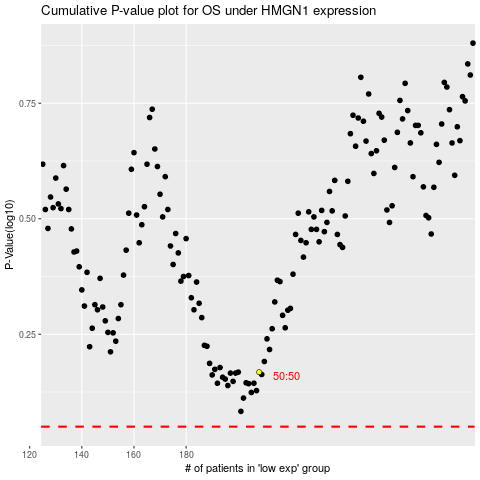 Cumulative P-value plot for OS under HMGN1 expression
P-Value(log10)
0.75
0.50
0.25
50:50
120 140 160 180
# of patients in 'low exp' group